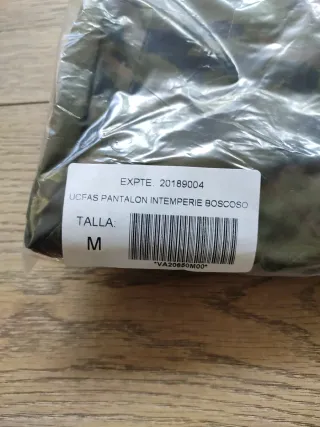 EXPTE. 20189004
UCFAS PANTALON INTEMPERIE BOSCOSO
TALLA:
M